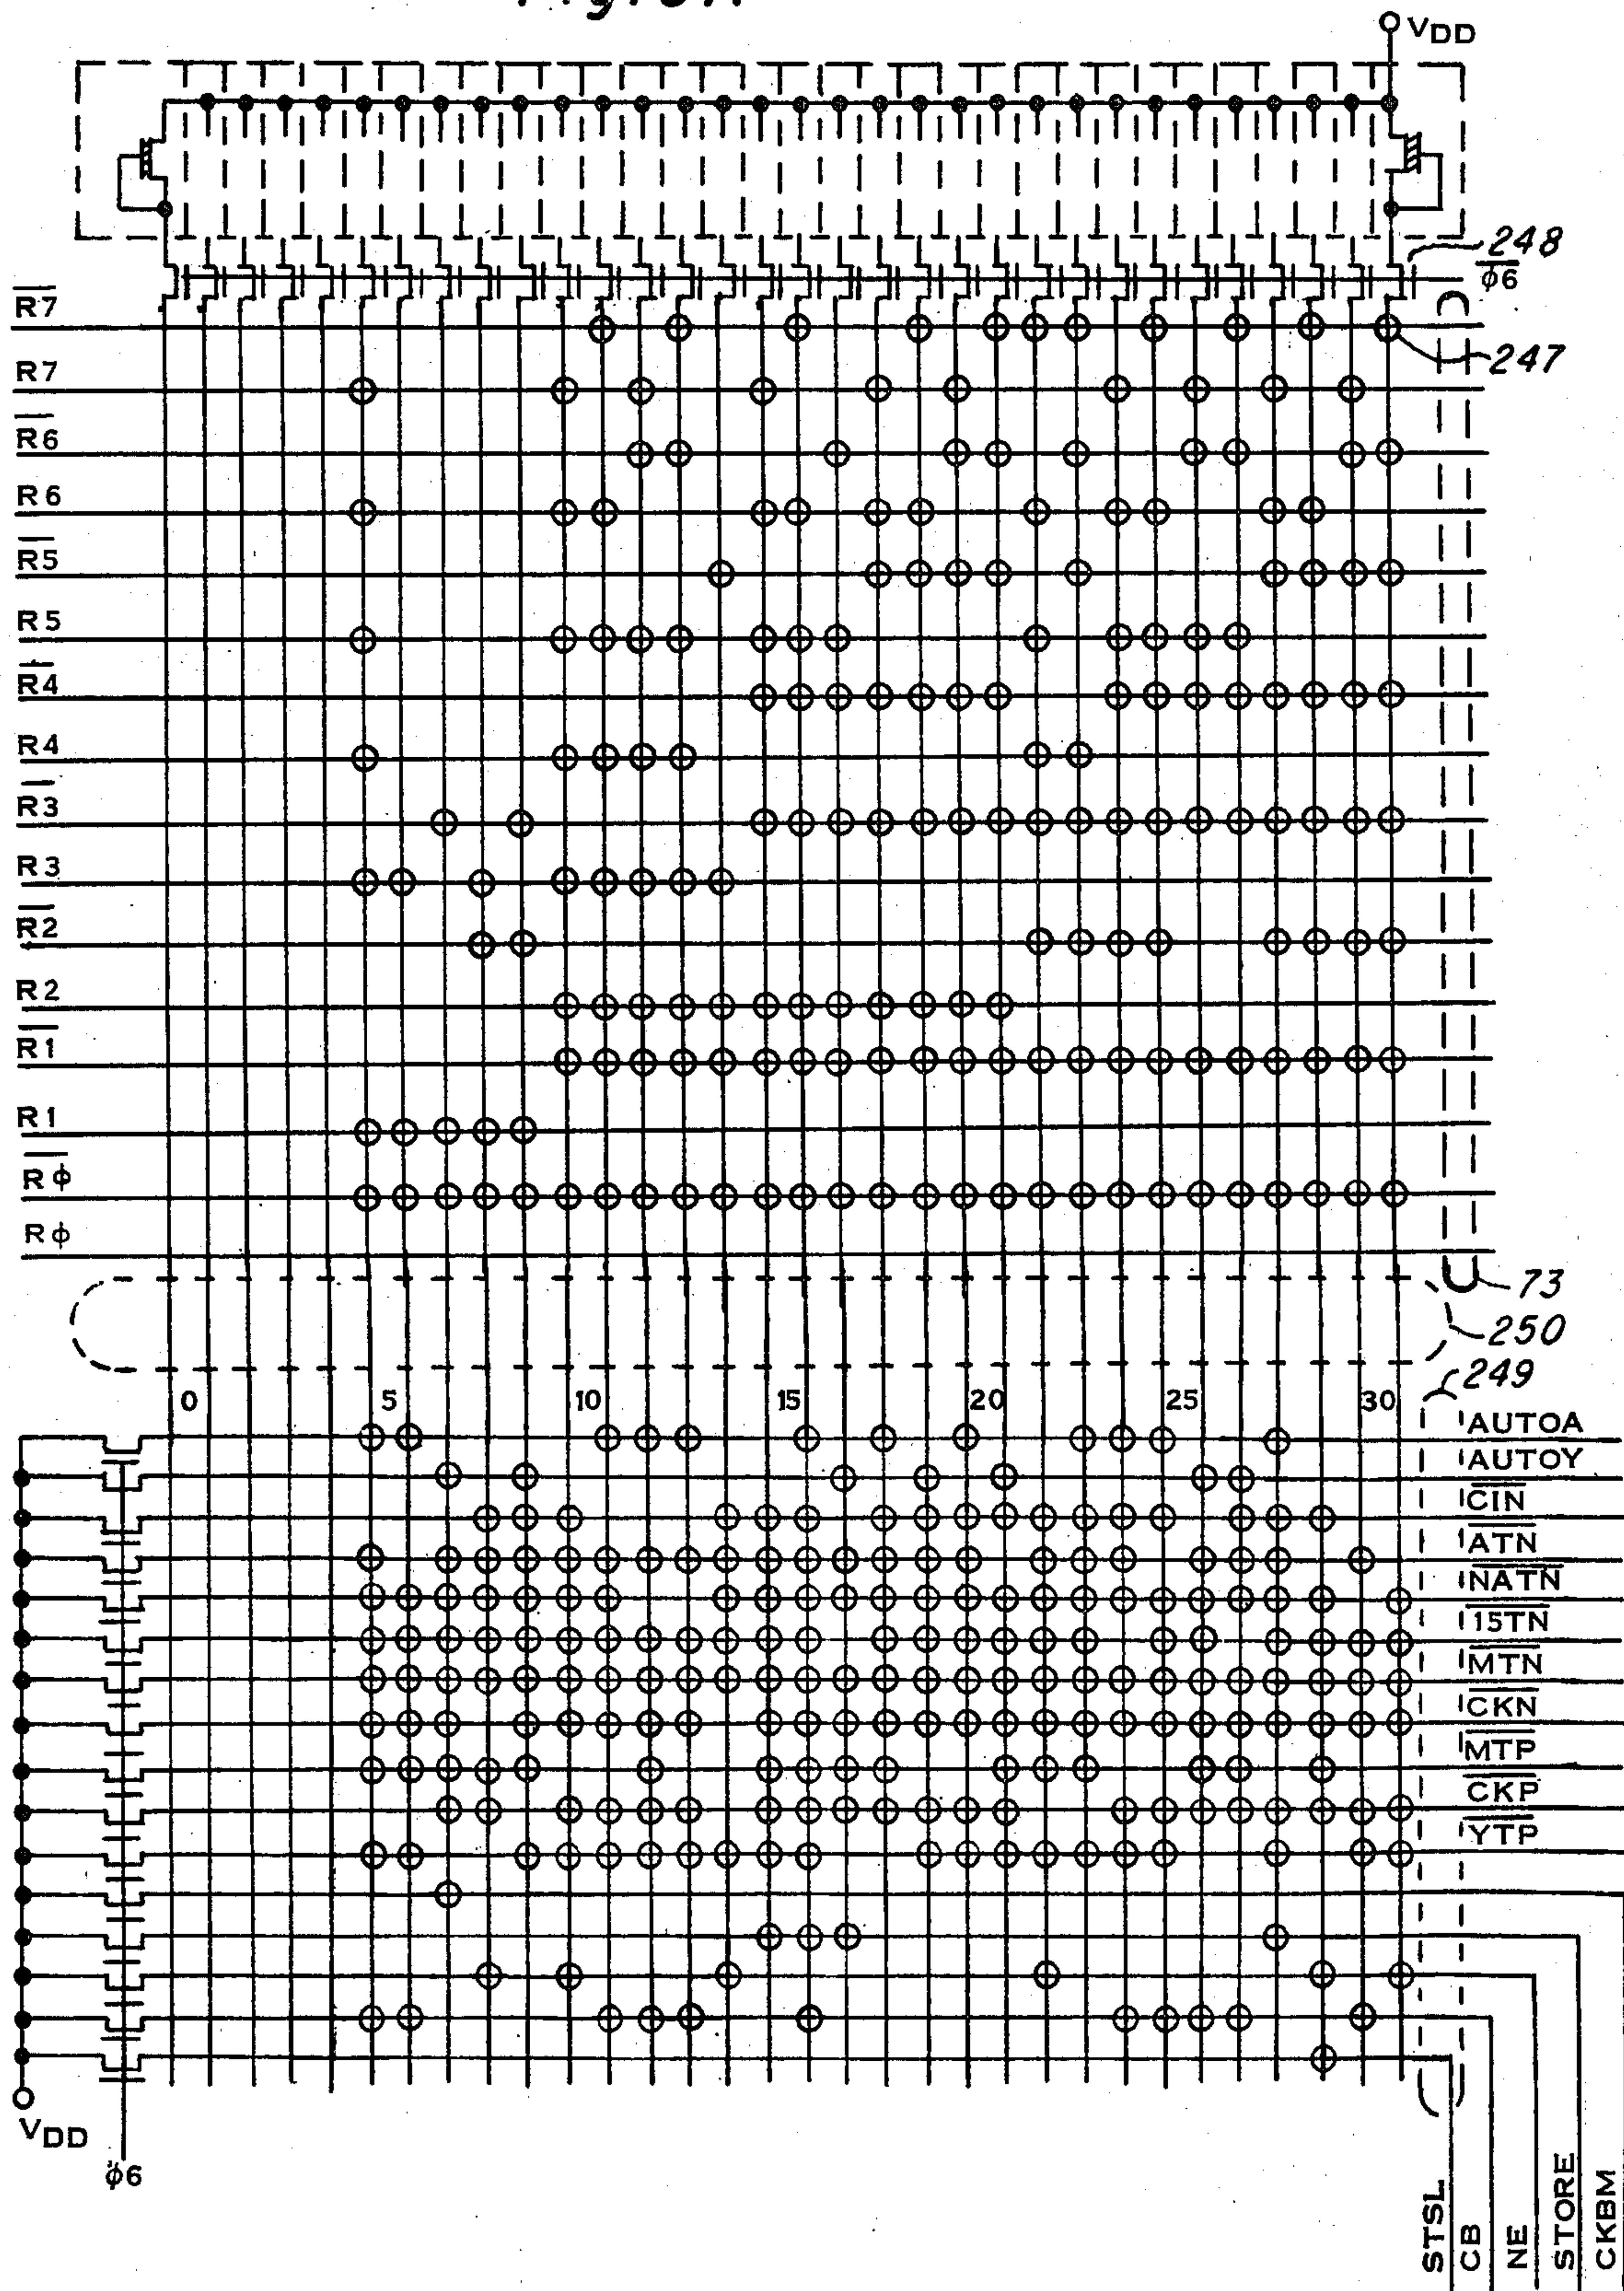 V DD
248
φ6
R7
247
R7
R6
R6
R5
R5
R4
R4
R3
R3
R2
R2
R1
R1
Rφ
Rφ
73
250
249
0 5 10 15 20 25 30
AUTOA
AUTOY
CIN
ATN
NATN
15TN
MTN
CKN
MTP
CKP
YTP
V DD
φ6
STSL
CB
NE
STORE
CKBM